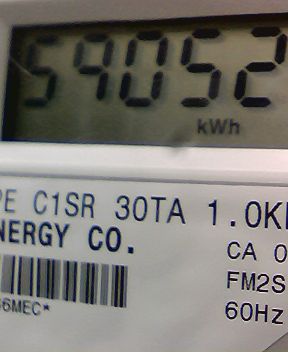 59052
kWh
PE C1SR 30TA 1.0K
NERGY CO.
CA 0
FM2S
60Hz
6MEC*